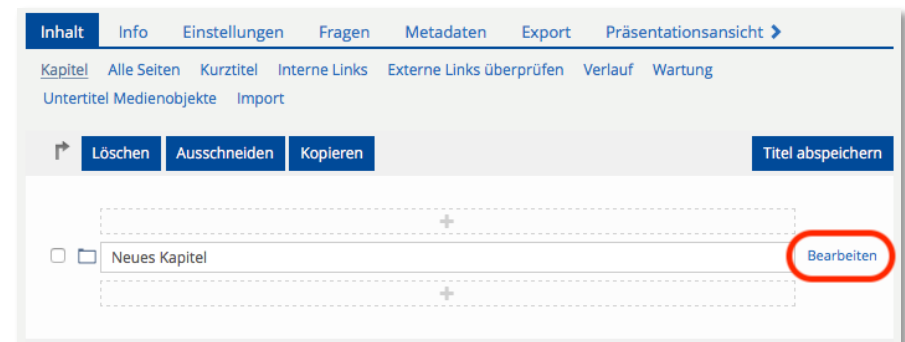 Inhalt Info Einstellungen Fragen Metadaten Export Präsentationsansicht
Kapitel Alle Seiten Kurztitel Interne Links Externe Links überprüfen Verlauf Wartung
Untertitel Medienobjekte Import
Löschen Ausschneiden Kopieren Titel abspeichern
Neues Kapitel Bearbeiten